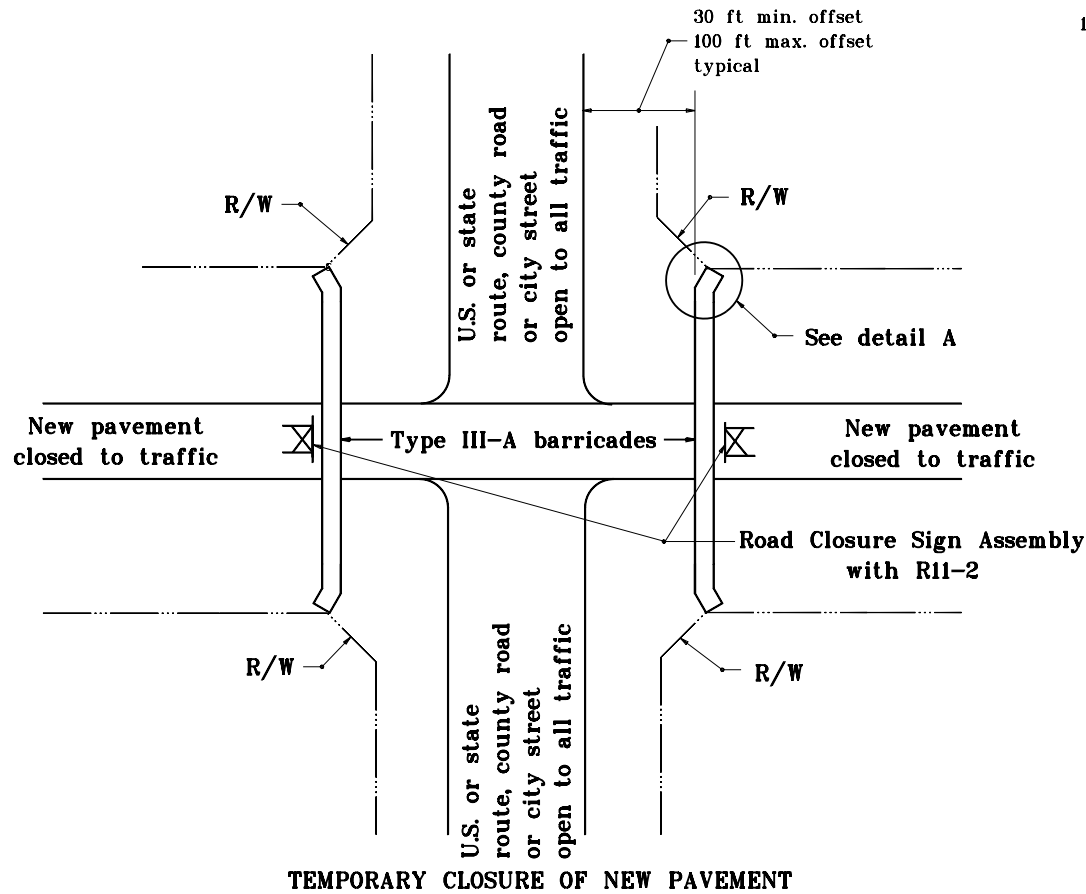 30 ft min. offset
100 ft max. offset
typical
1
U.S. or state
route, county road
or city street
open to all traffic
R/W
R/W
See detail A
New pavement
closed to traffic
Type III-A barricades
New pavement
closed to traffic
Road Closure Sign Assembly
with R11-2
R/W
R/W
U.S. or state
route, county road
or city street
open to all traffic
TEMPORARY CLOSURE OF NEW PAVEMENT